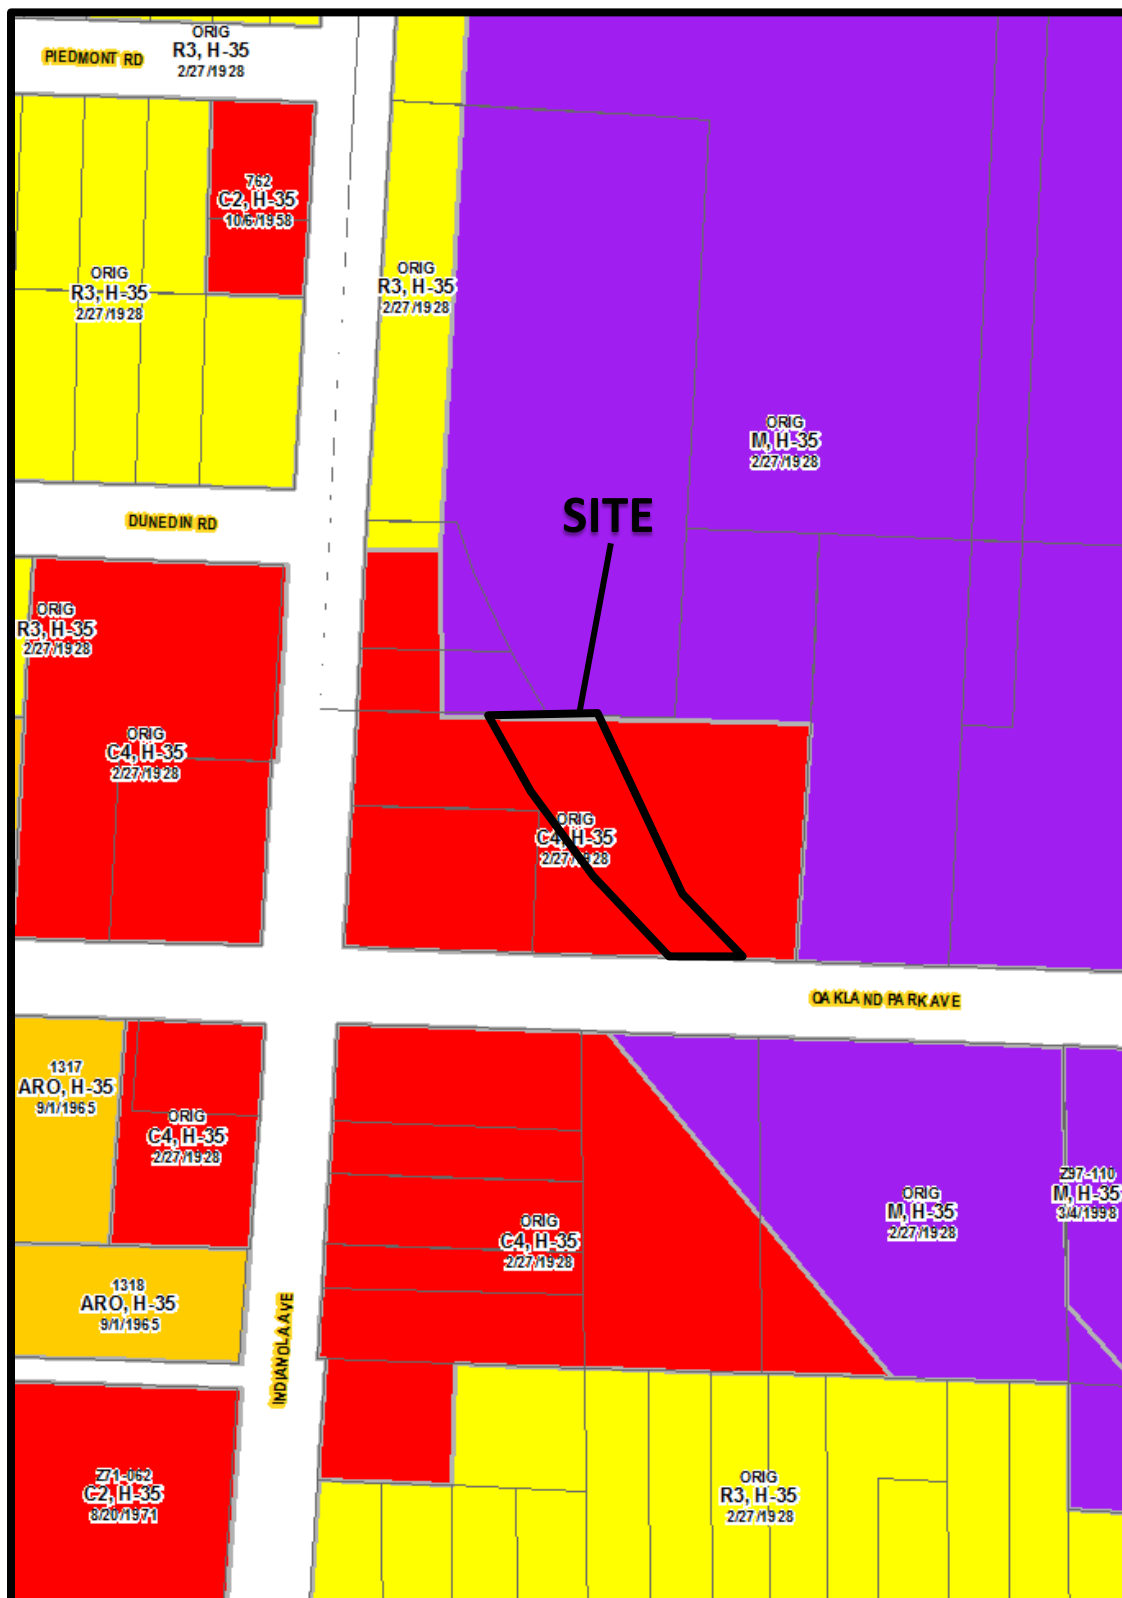 ORIG
R3, H-35
2/27/1928
PIEDMONT RD
762
C2, H-35
10/6/1958
ORIG
R3, H-35
2/27/1928
ORIG
R3, H-35
2/27/1928
ORIG
M, H-35
2/27/1928
SITE
DUNEDIN RD
ORIG
R3, H-35
2/27/1928
ORIG
C4, H-35
2/27/1928
ORIG
C4, H-35
2/27/1928
OAKLAND PARK AVE
1317
ARO, H-35
9/1/1965
ORIG
C4, H-35
2/27/1928
ORIG
C4, H-35
2/27/1928
ORIG
M, H-35
2/27/1928
Z97-110
M, H-35
3/4/1998
1318
ARO, H-35
9/1/1965
INDIANOLA AVE
Z71-062
C2, H-35
8/20/1971
ORIG
R3, H-35
2/27/1928